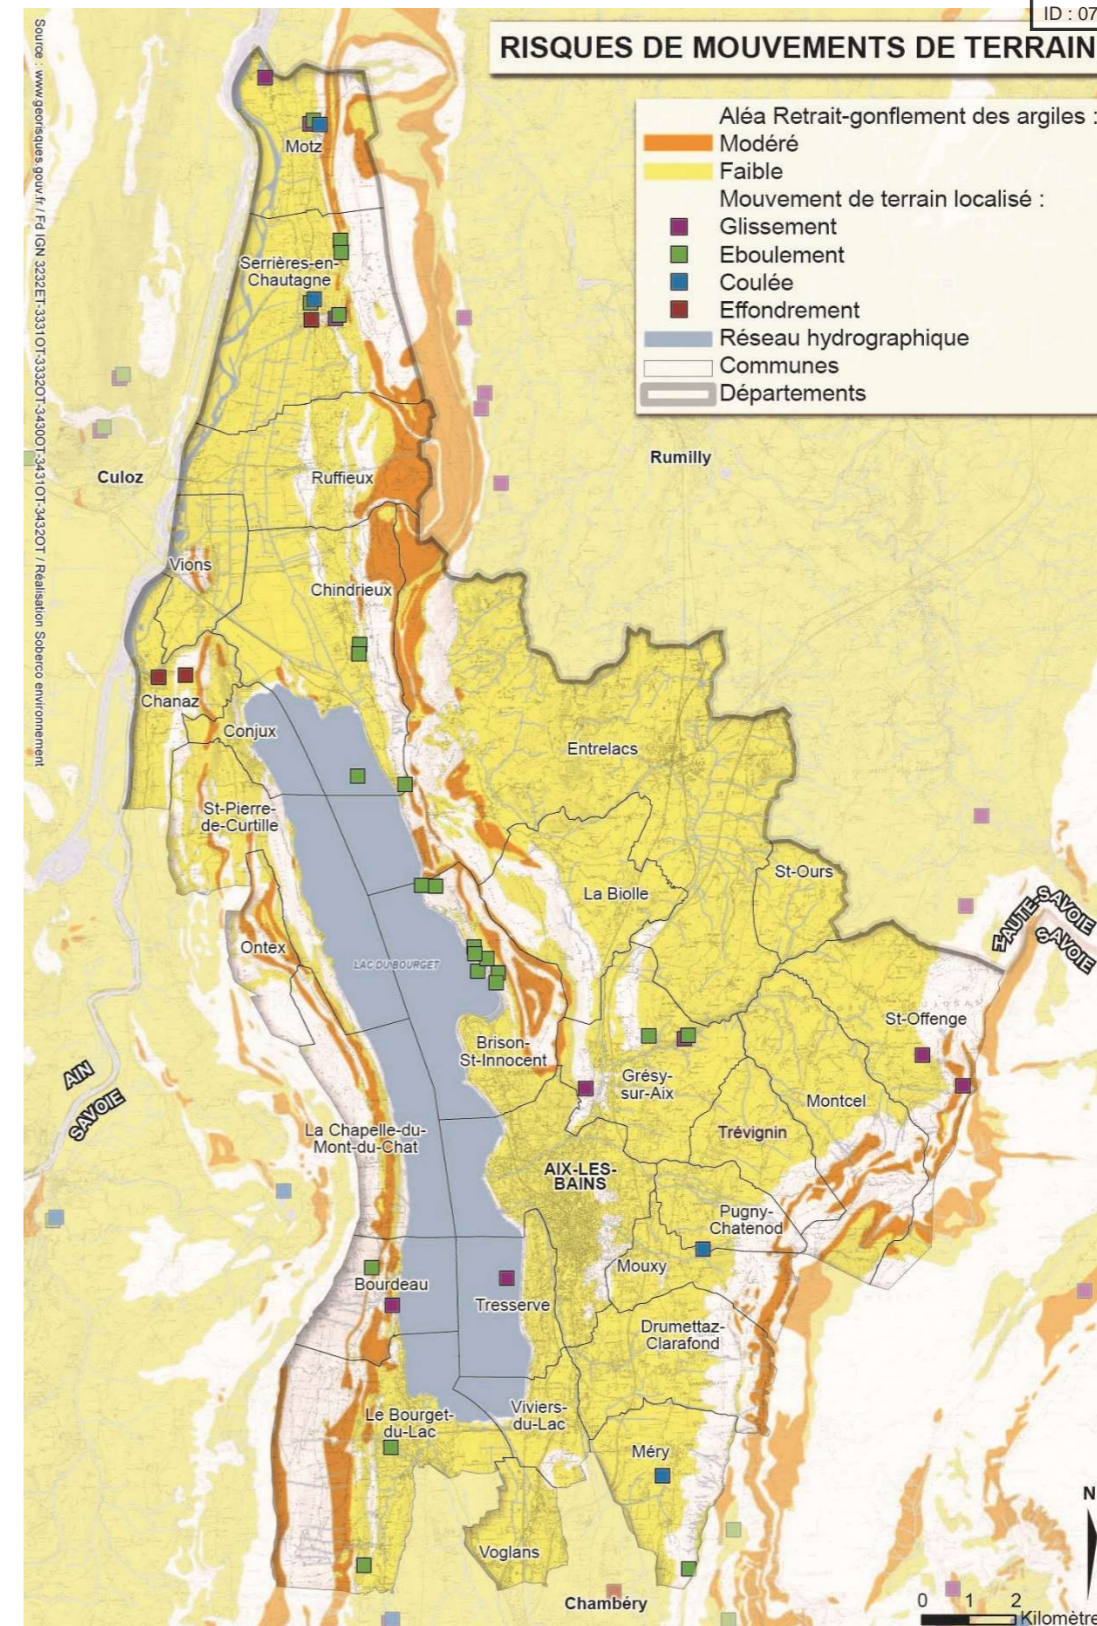 ID : 07
RISQUES DE MOUVEMENTS DE TERRAIN
Aléa Retrait-gonflement des argiles :
Modéré
Faible
Mouvement de terrain localisé :
Glissement
Eboulement
Coulée
Effondrement
Réseau hydrographique
Communes
Départements
Source : www.georisques.gouv.fr / Fd IGN 3232ET-3331OT-3332OT-3430OT-3431OT-3432OT / Réalisation Soberco environnement
Motz
Serrières-en-
Chautagne
Culoz
Rumilly
Ruffieux
Vions
Chindrieux
Chanaz
Conjux
Entrelacs
St-Pierre-
de-Curtille
La Biolle
St-Ours
Ontex
LAC DU BOURGET
HAUTE-SAVOIE
SAVOIE
St-Offenge
Brison-
St-Innocent
Grésy-
sur-Aix
Montcel
AIN
SAVOIE
La Chapelle-du-
Mont-du-Chat
Trévignin
AIX-LES-
BAINS
Pugny-
Chatenod
Mouxy
Bourdeau
Tresserve
Drumettaz-
Clarafond
Le Bourget-
du-Lac
Viviers-
du-Lac
Méry
Voglans
Chambéry
N
0 1 2
Kilomètre